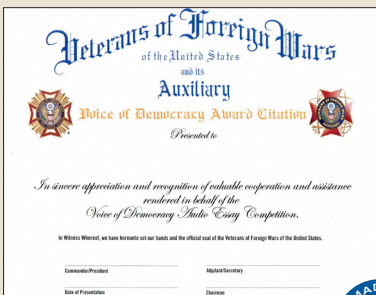 Veterans of Foreign Wars
of the United States
and its
Auxiliary
Voice of Democracy Award Citation
Presented to
In sincere appreciation and recognition of valuable cooperation and assistance
rendered in behalf of the
Voice of Democracy Audio Essay Competition.
In Witness Whereof, we have hereunto set our hands and the official seal of the Veterans of Foreign Wars of the United States.
Commander/President
Adjutant/Secretary
Date of Presentation
Chairman
MAD